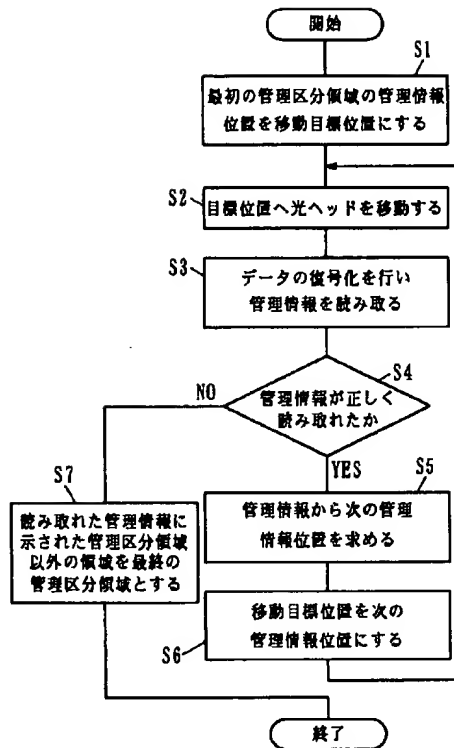 開始
S1
最初の管理区分領域の管理情報
位置を移動目標位置にする
S2
目標位置へ光ヘッドを移動する
S3
データの復号化を行い
管理情報を読み取る
S4
管理情報が正しく
読み取れたか
NO
YES
S7
読み取れた管理情報に
示された管理区分領域
以外の領域を最終の
管理区分領域とする
S5
管理情報から次の管理
情報位置を求める
移動目標位置を次の
管理情報位置にする
S6
終了